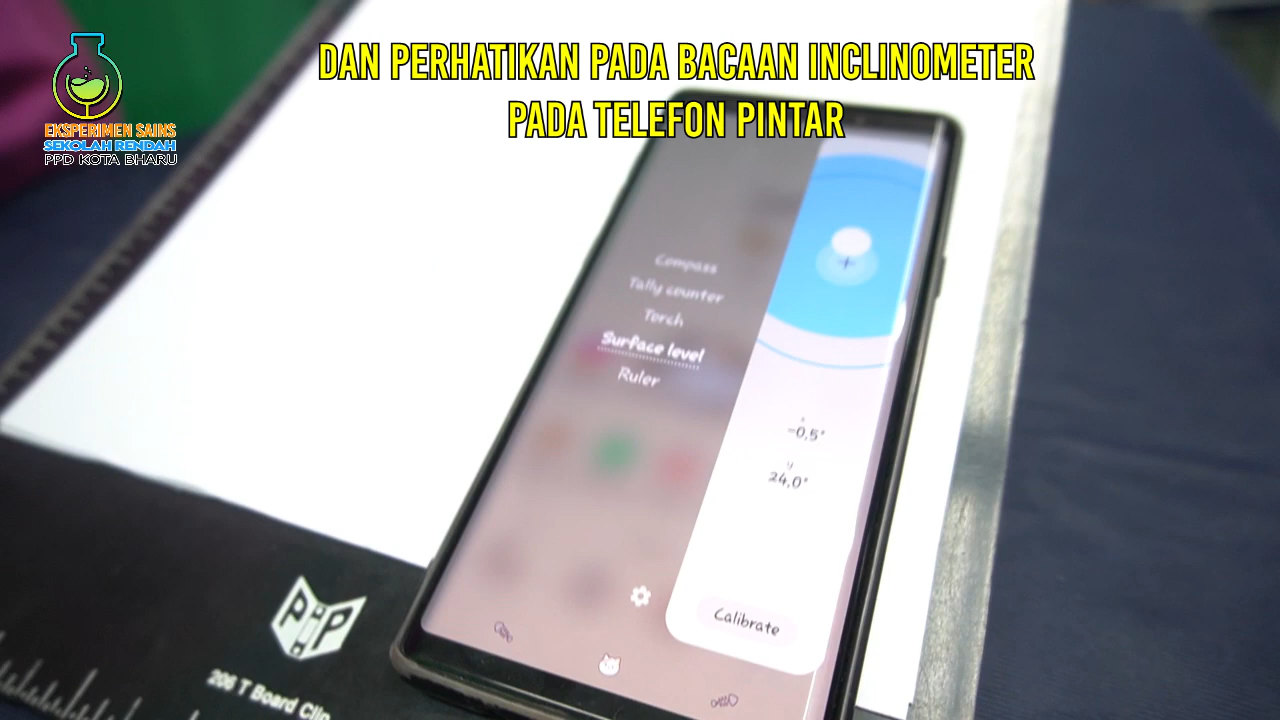 DAN PERHATIKAN PADA BACAAN INCLINOMETER
PADA TELEFON PINTAR
EKSPERIMEN SAINS
SEKOLAH RENDAH
PPD KOTA BHARU
Compass
Tally counter
Torch
Surface level
Ruler
x
-0,5°
y
24,0°
Calibrate
PiP
206 T Board Clip